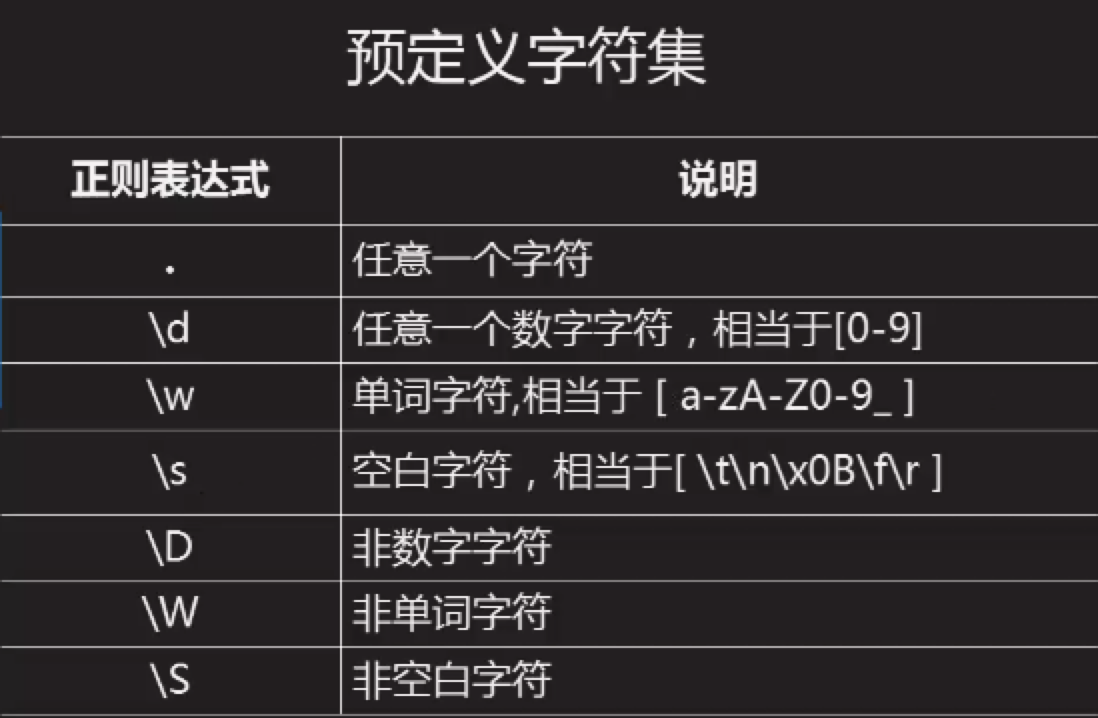 预定义字符集
正则表达式 说明
. 任意一个字符
\d 任意一个数字字符，相当于[0-9]
\w 单词字符,相当于 [ a-zA-Z0-9_ ]
\s 空白字符，相当于[ \t\n\x0B\f\r ]
\D 非数字字符
\W 非单词字符
\S 非空白字符